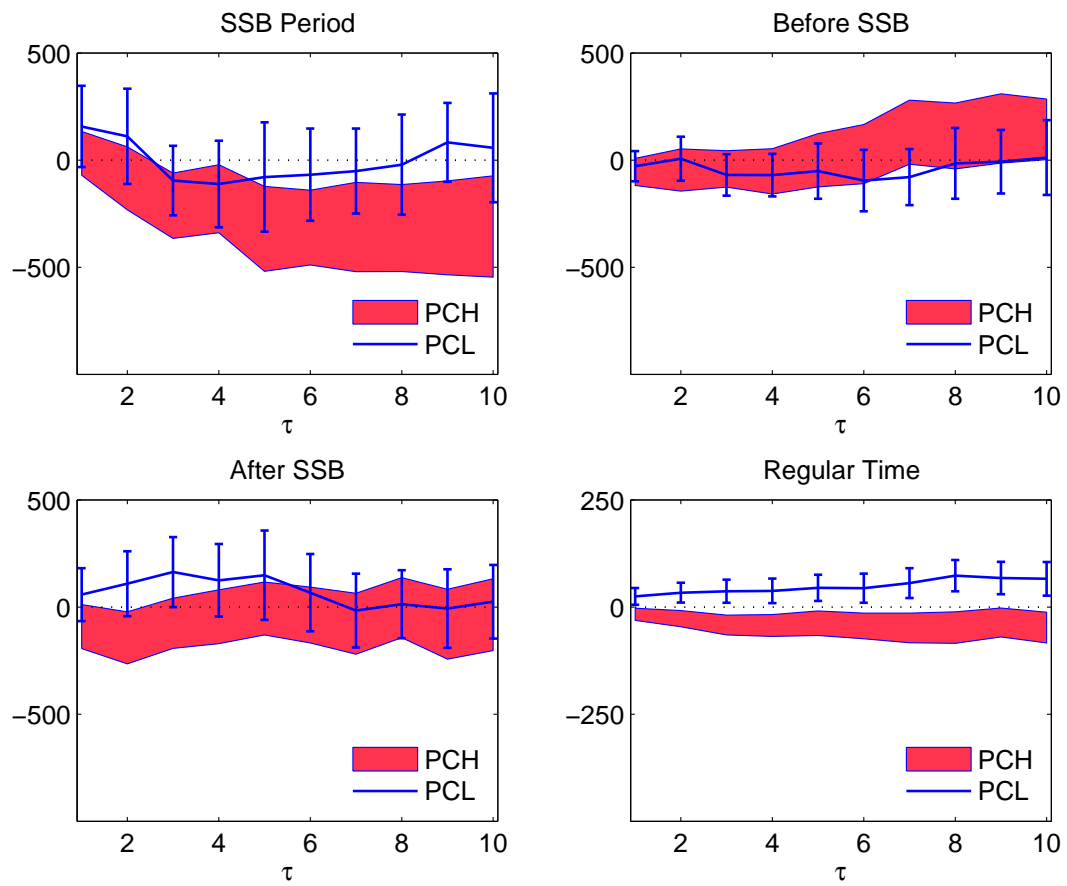 SSB Period
500
0
−500
PCH
PCL
2 4 6 8 10
τ
Before SSB
500
0
−500
PCH
PCL
2 4 6 8 10
τ
After SSB
500
0
−500
PCH
PCL
2 4 6 8 10
τ
Regular Time
250
0
−250
PCH
PCL
2 4 6 8 10
τ